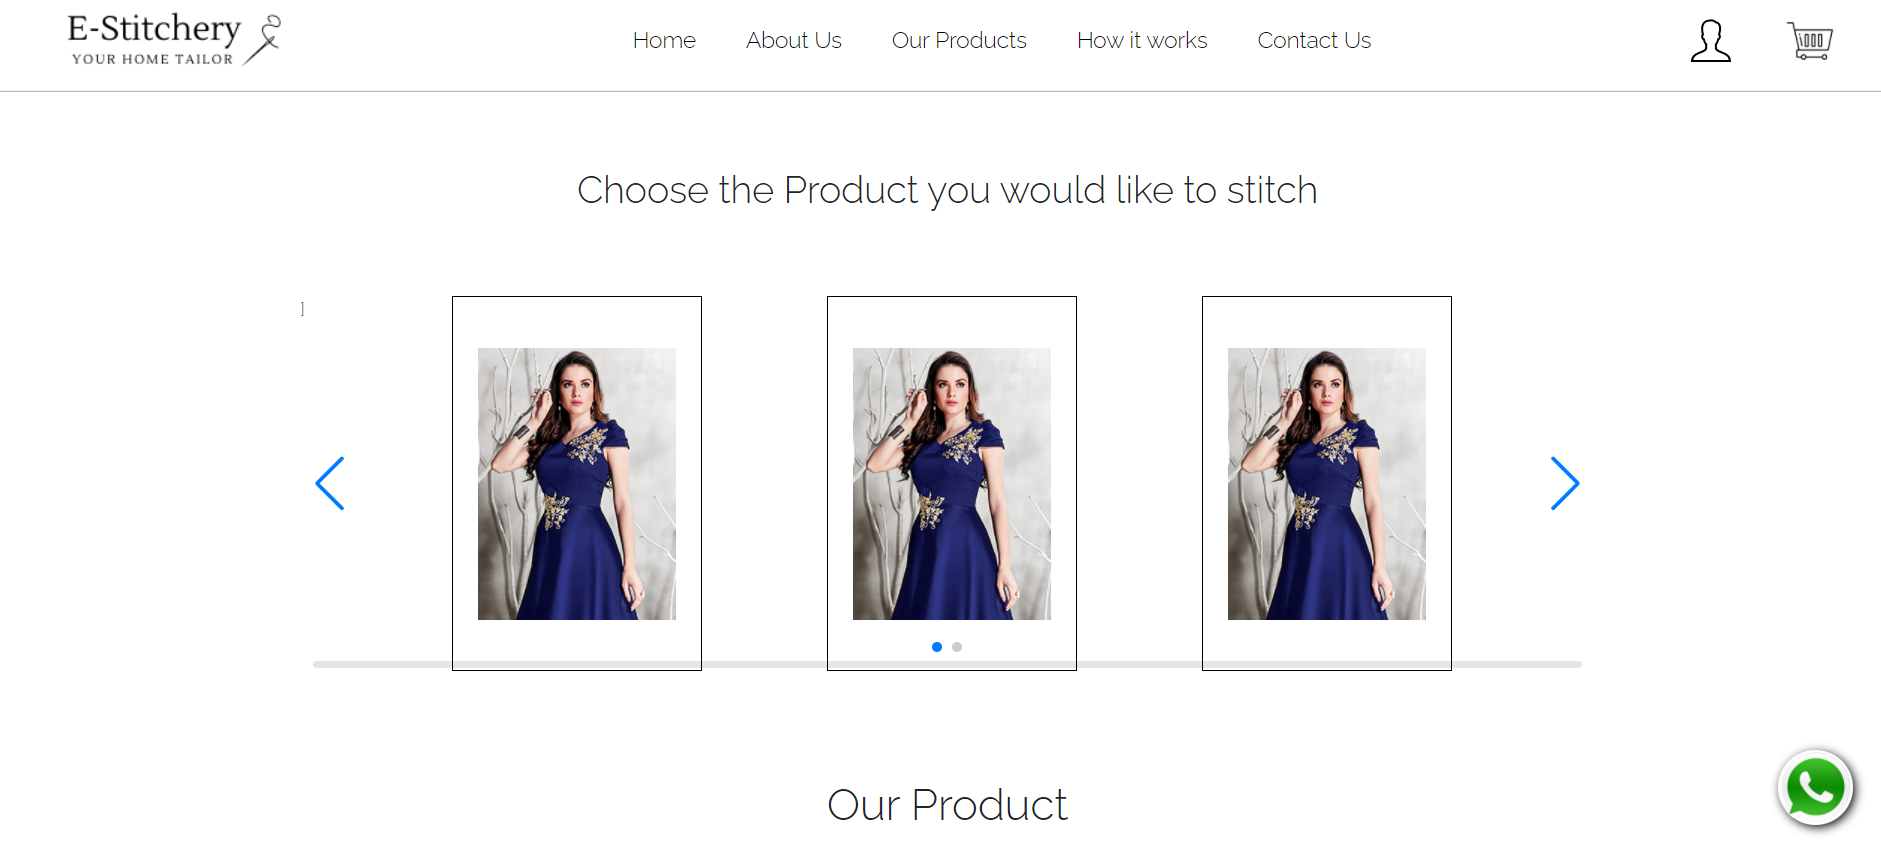 E-Stitchery
YOUR HOME TAILOR
Home About Us Our Products How it works Contact Us
Choose the Product you would like to stitch
]
Our Product